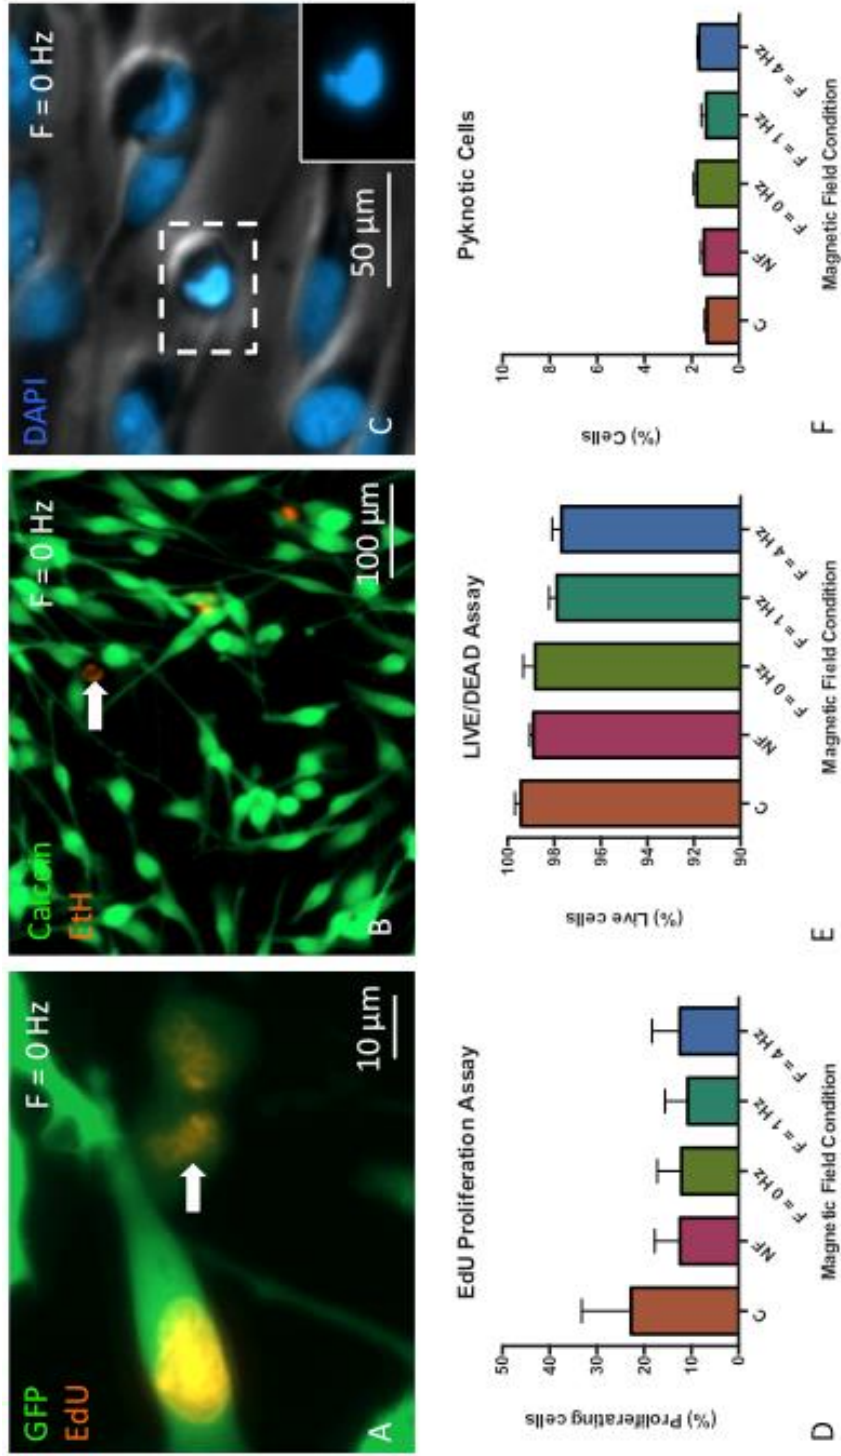 GFP
EdU
F = 0 Hz
A
10 µm
Calcein
EtH
F = 0 Hz
B
100 µm
DAPI
F = 0 Hz
C
50 µm
EdU Proliferation Assay
(%) Proliferating cells
50
40
30
20
10
0
C
NF
F = 0 Hz
F = 1 Hz
F = 4 Hz
Magnetic Field Condition
D
LIVE/DEAD Assay
(%) Live cells
100
98
96
94
92
90
C
NF
F = 0 Hz
F = 1 Hz
F = 4 Hz
Magnetic Field Condition
E
Pyknotic Cells
(%) Cells
10
8
6
4
2
0
C
NF
F = 0 Hz
F = 1 Hz
F = 4 Hz
Magnetic Field Condition
F